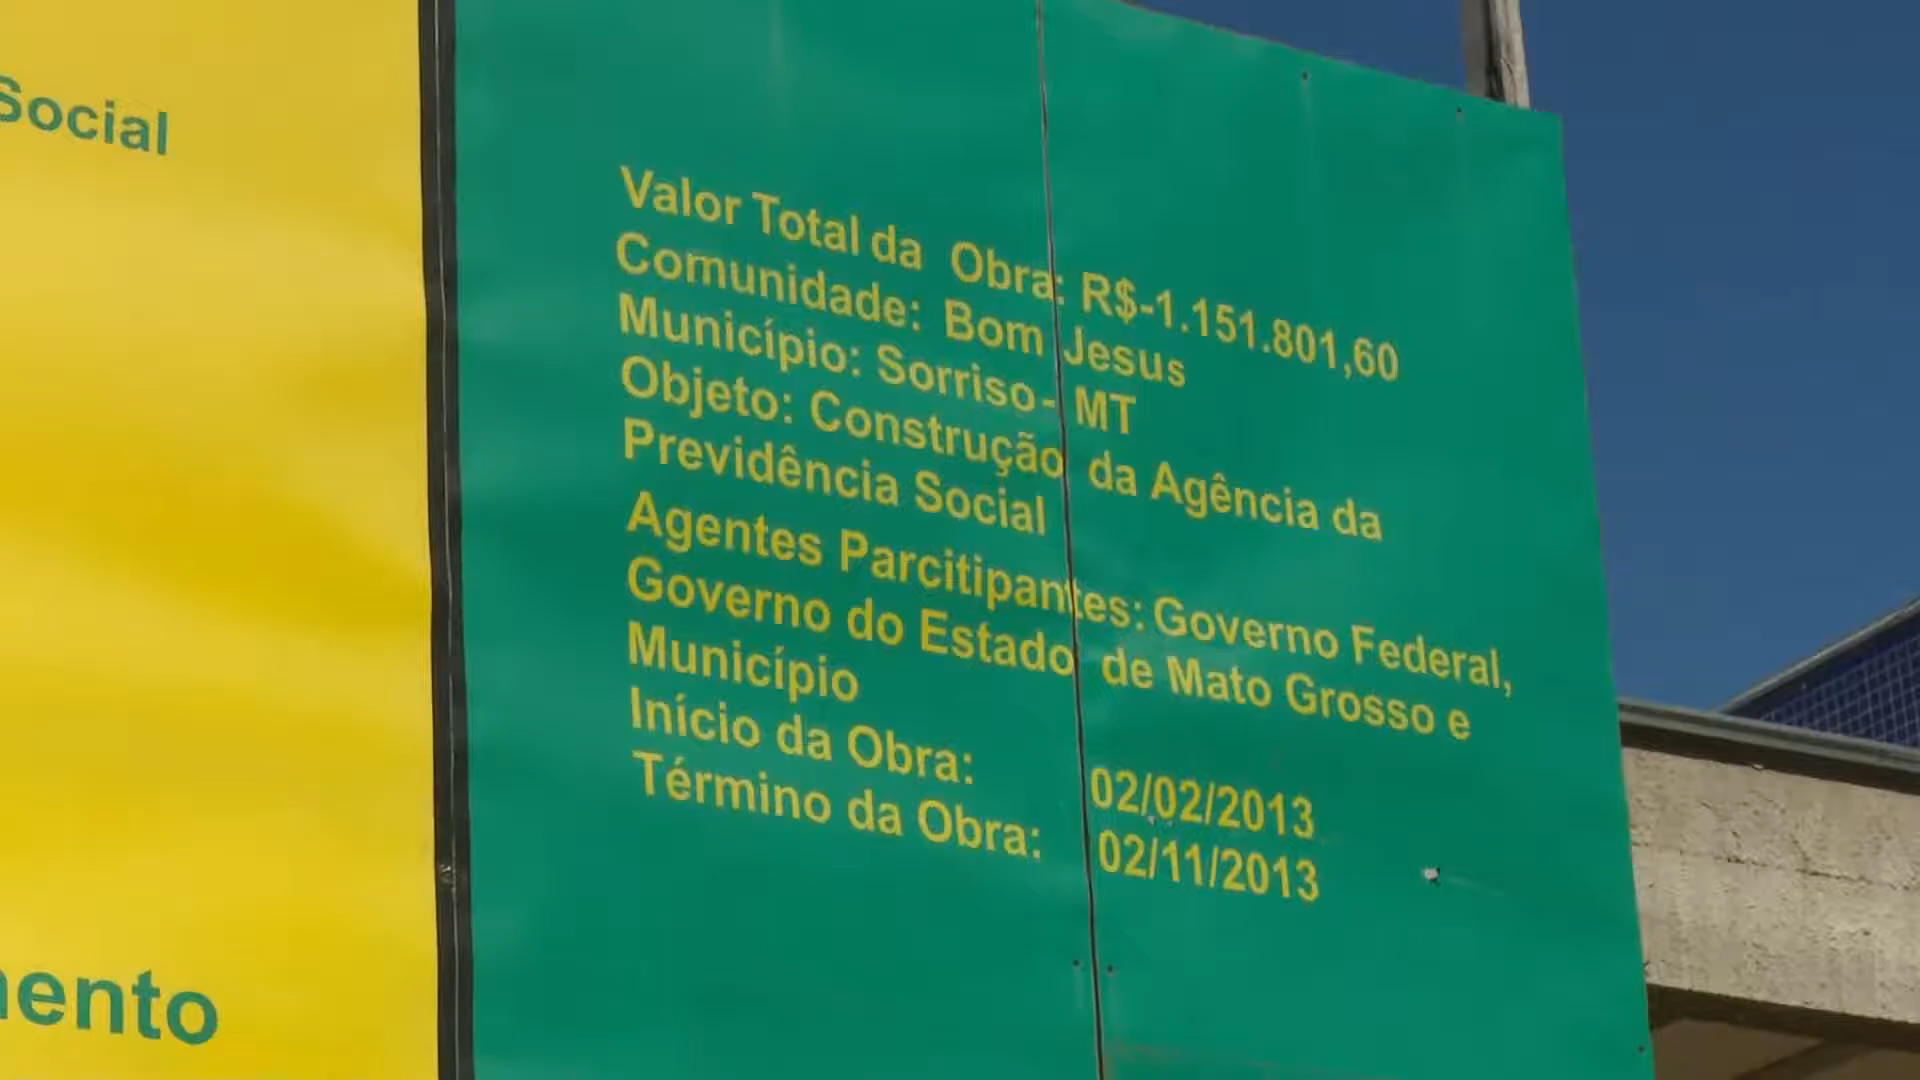 Social
mento
Valor Total da Obra: R$-1.151.801,60
Comunidade: Bom Jesus
Município: Sorriso- MT
Objeto: Construção da Agência da
Previdência Social
Agentes Parcitipantes: Governo Federal,
Governo do Estado de Mato Grosso e
Município
Início da Obra: 02/02/2013
Término da Obra: 02/11/2013